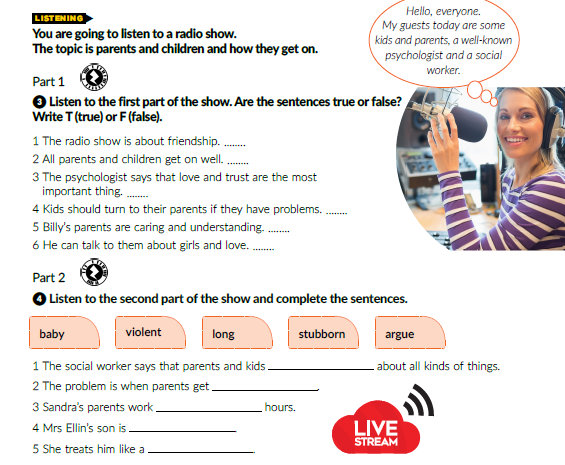 LISTENING
You are going to listen to a radio show.
The topic is parents and children and how they get on.
Hello, everyone.
My guests today are some
kids and parents, a well-known
psychologist and a social
worker.
Part 1
3 Listen to the first part of the show. Are the sentences true or false?
Write T (true) or F (false).
1 The radio show is about friendship. ........
2 All parents and children get on well. ........
3 The psychologist says that love and trust are the most
important thing. ........
4 Kids should turn to their parents if they have problems. ........
5 Billy's parents are caring and understanding. ........
6 He can talk to them about girls and love. ........
Part 2
4 Listen to the second part of the show and complete the sentences.
baby violent long stubborn argue
1 The social worker says that parents and kids ____________ about all kinds of things.
2 The problem is when parents get ____________.
3 Sandra's parents work ____________ hours.
4 Mrs Ellin's son is ____________.
5 She treats him like a ____________.
LIVE
STREAM